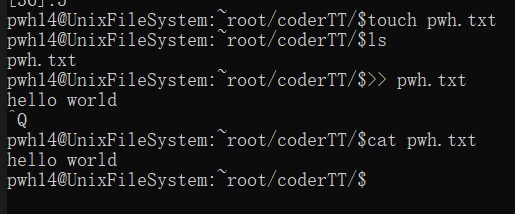 pwh14@UnixFileSystem:~root/coderTT/$touch pwh.txt
pwh14@UnixFileSystem:~root/coderTT/$ls
pwh.txt
pwh14@UnixFileSystem:~root/coderTT/$>> pwh.txt
hello world
^Q
pwh14@UnixFileSystem:~root/coderTT/$cat pwh.txt
hello world
pwh14@UnixFileSystem:~root/coderTT/$